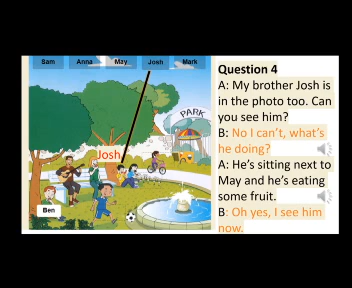 Sam Anna May Josh Mark
PARK
Josh
Ben
Question 4
A: My brother Josh is
in the photo too. Can
you see him?
B: No I can't, what's
he doing?
A: He's sitting next to
May and he's eating
some fruit.
B: Oh yes, I see him
now.